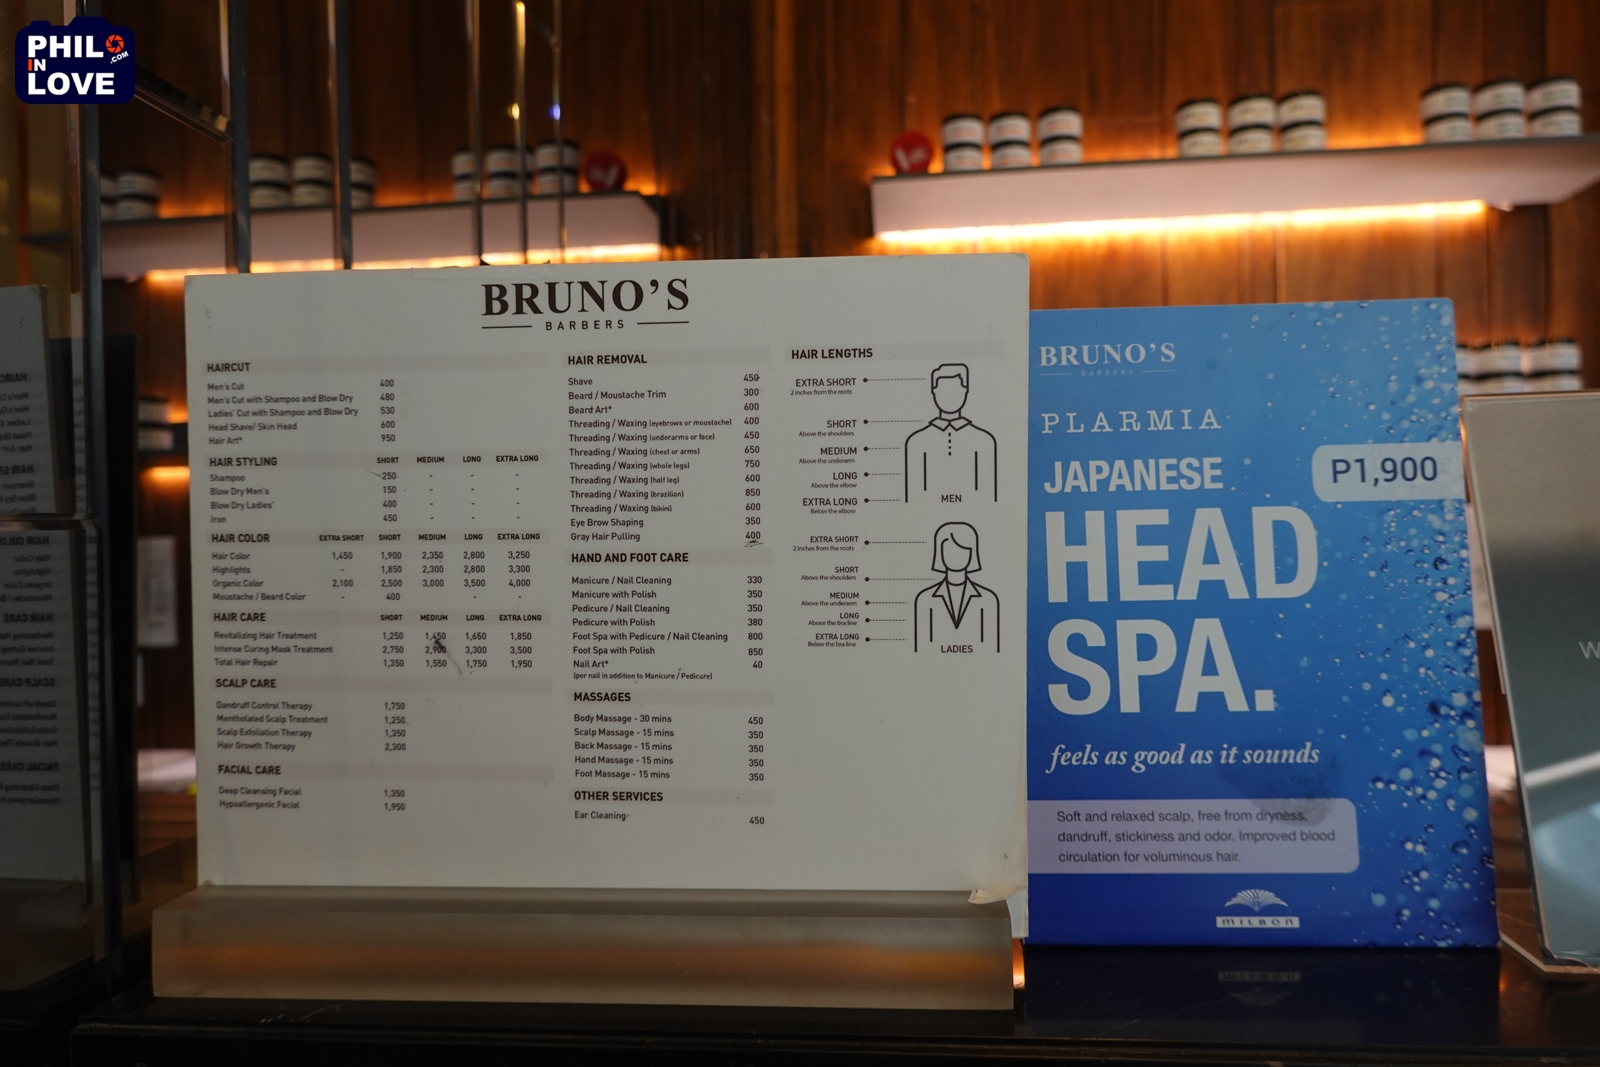 PHIL
IN
.COM
LOVE
BRUNO'S
BARBERS
HAIRCUT
Men's Cut 400
Men's Cut with Shampoo and Blow Dry 480
Ladies' Cut with Shampoo and Blow Dry 530
Head Shave/ Skin Head 600
Hair Art* 950
HAIR STYLING SHORT MEDIUM LONG EXTRA LONG
Shampoo 250 - - -
Blow Dry Men's 150 - - -
Blow Dry Ladies' 400 - - -
Iron 450 - - -
HAIR COLOR EXTRA SHORT SHORT MEDIUM LONG EXTRA LONG
Hair Color 1,450 1,900 2,350 2,800 3,250
Highlights - 1,850 2,300 2,800 3,300
Organic Color 2,100 2,500 3,000 3,500 4,000
Moustache / Beard Color - 400 - -
HAIR CARE SHORT MEDIUM LONG EXTRA LONG
Revitalizing Hair Treatment 1,250 1,450 1,650 1,850
Intense Curing Mask Treatment 2,750 2,900 3,300 3,500
Total Hair Repair 1,350 1,550 1,750 1,950
SCALP CARE
Dandruff Control Therapy 1,750
Mentholated Scalp Treatment 1,250
Scalp Exfoliation Therapy 1,350
Hair Growth Therapy 2,300
FACIAL CARE
Deep Cleansing Facial 1,350
Hypoallergenic Facial 1,950
HAIR REMOVAL
Shave 450
Beard / Moustache Trim 300
Beard Art* 600
Threading / Waxing (eyebrows or moustache) 400
Threading / Waxing (underarms or face) 450
Threading / Waxing (chest or arms) 650
Threading / Waxing (whole legs) 750
Threading / Waxing (half leg) 600
Threading / Waxing (brazilian) 850
Threading / Waxing (bikini) 600
Eye Brow Shaping 350
Gray Hair Pulling 400
HAND AND FOOT CARE
Manicure / Nail Cleaning 330
Manicure with Polish 350
Pedicure / Nail Cleaning 350
Pedicure with Polish 380
Foot Spa with Pedicure / Nail Cleaning 800
Foot Spa with Polish 850
Nail Art* 40
(per nail in addition to Manicure / Pedicure)
MASSAGES
Body Massage - 30 mins 450
Scalp Massage - 15 mins 350
Back Massage - 15 mins 350
Hand Massage - 15 mins 350
Foot Massage - 15 mins 350
OTHER SERVICES
Ear Cleaning 450
HAIR LENGTHS
EXTRA SHORT
2 inches from the roots
SHORT
Above the shoulders
MEDIUM
Above the underarm
LONG
Above the elbow
EXTRA LONG
Below the elbow
MEN
EXTRA SHORT
2 inches from the roots
SHORT
Above the shoulders
MEDIUM
Above the underarm
LONG
Above the bra line
EXTRA LONG
Below the bra line
LADIES
BRUNO'S
BARBERS
PLARMIA
JAPANESE
P1,900
HEAD
SPA.
feels as good as it sounds
Soft and relaxed scalp, free from dryness,
dandruff, stickiness and odor. Improved blood
circulation for voluminous hair.
MILBON